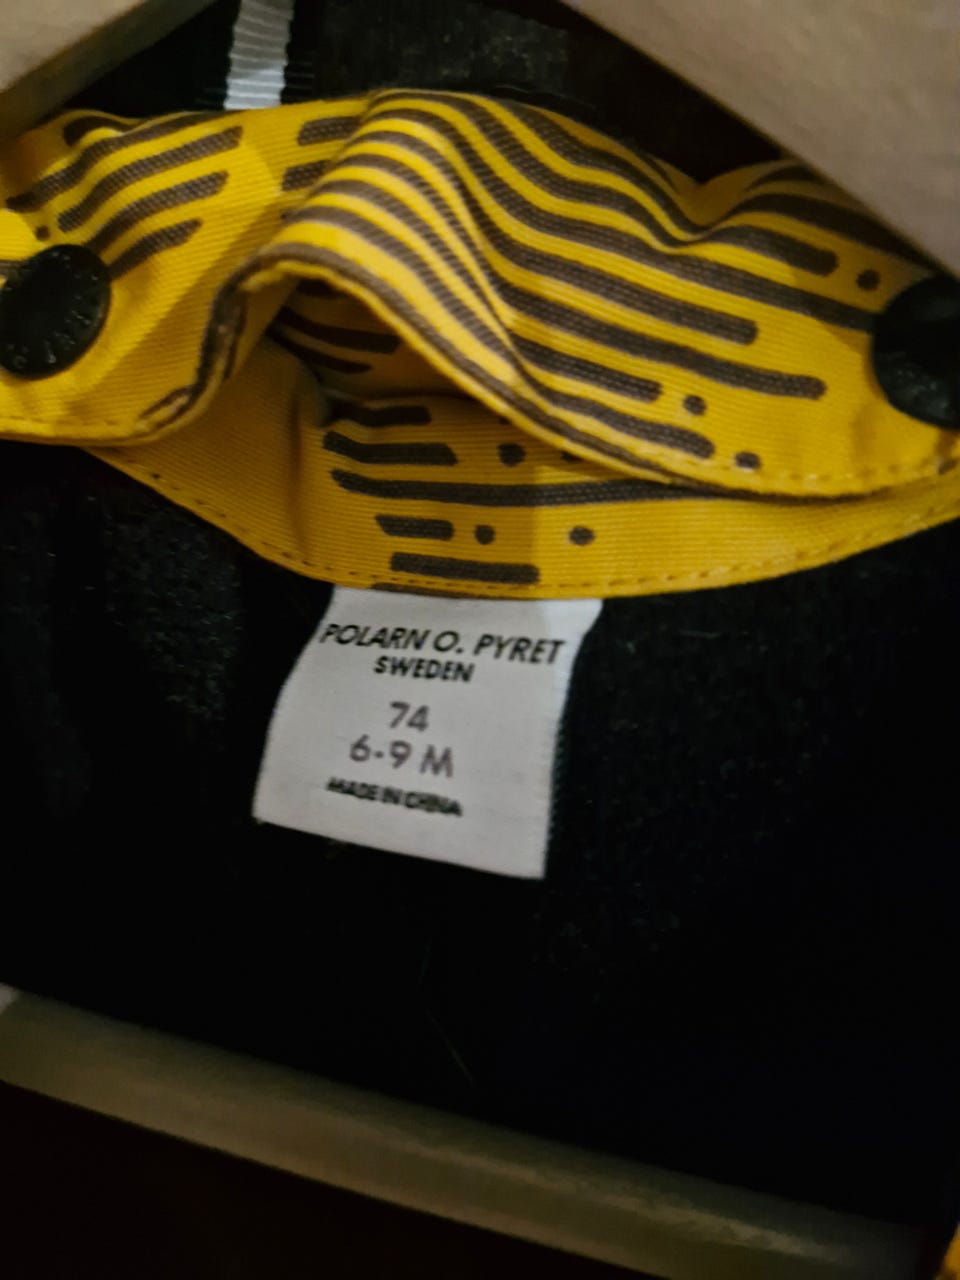 POLARN O. PYRET
SWEDEN
74
6-9 M
MADE IN CHINA